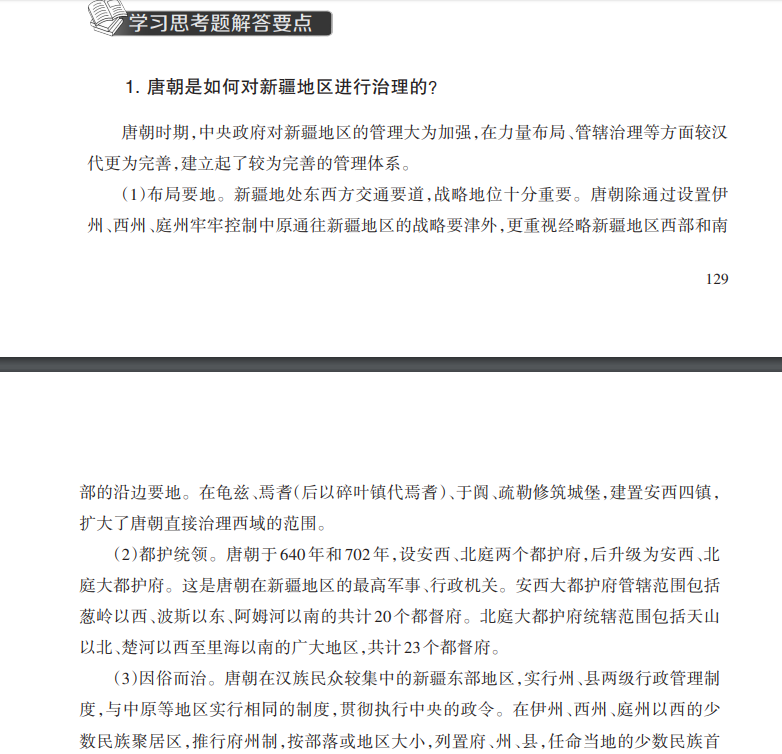 学习思考题解答要点
1. 唐朝是如何对新疆地区进行治理的?
唐朝时期,中央政府对新疆地区的管理大为加强,在力量布局、管辖治理等方面较汉
代更为完善,建立起了较为完善的管理体系。
(1)布局要地。新疆地处东西方交通要道,战略地位十分重要。唐朝除通过设置伊
州、西州、庭州牢牢控制中原通往新疆地区的战略要津外,更重视经略新疆地区西部和南
129
部的沿边要地。在龟兹、焉耆(后以碎叶镇代焉耆)、于阗、疏勒修筑城堡,建置安西四镇,
扩大了唐朝直接治理西域的范围。
(2)都护统领。唐朝于640年和702年,设安西、北庭两个都护府,后升级为安西、北
庭大都护府。这是唐朝在新疆地区的最高军事、行政机关。安西大都护府管辖范围包括
葱岭以西、波斯以东、阿姆河以南的共计20个都督府。北庭大都护府统辖范围包括天山
以北、楚河以西至里海以南的广大地区,共计23个都督府。
(3)因俗而治。唐朝在汉族民众较集中的新疆东部地区,实行州、县两级行政管理制
度,与中原等地区实行相同的制度,贯彻执行中央的政令。在伊州、西州、庭州以西的少
数民族聚居区,推行府州制,按部落或地区大小,列置府、州、县,任命当地的少数民族首